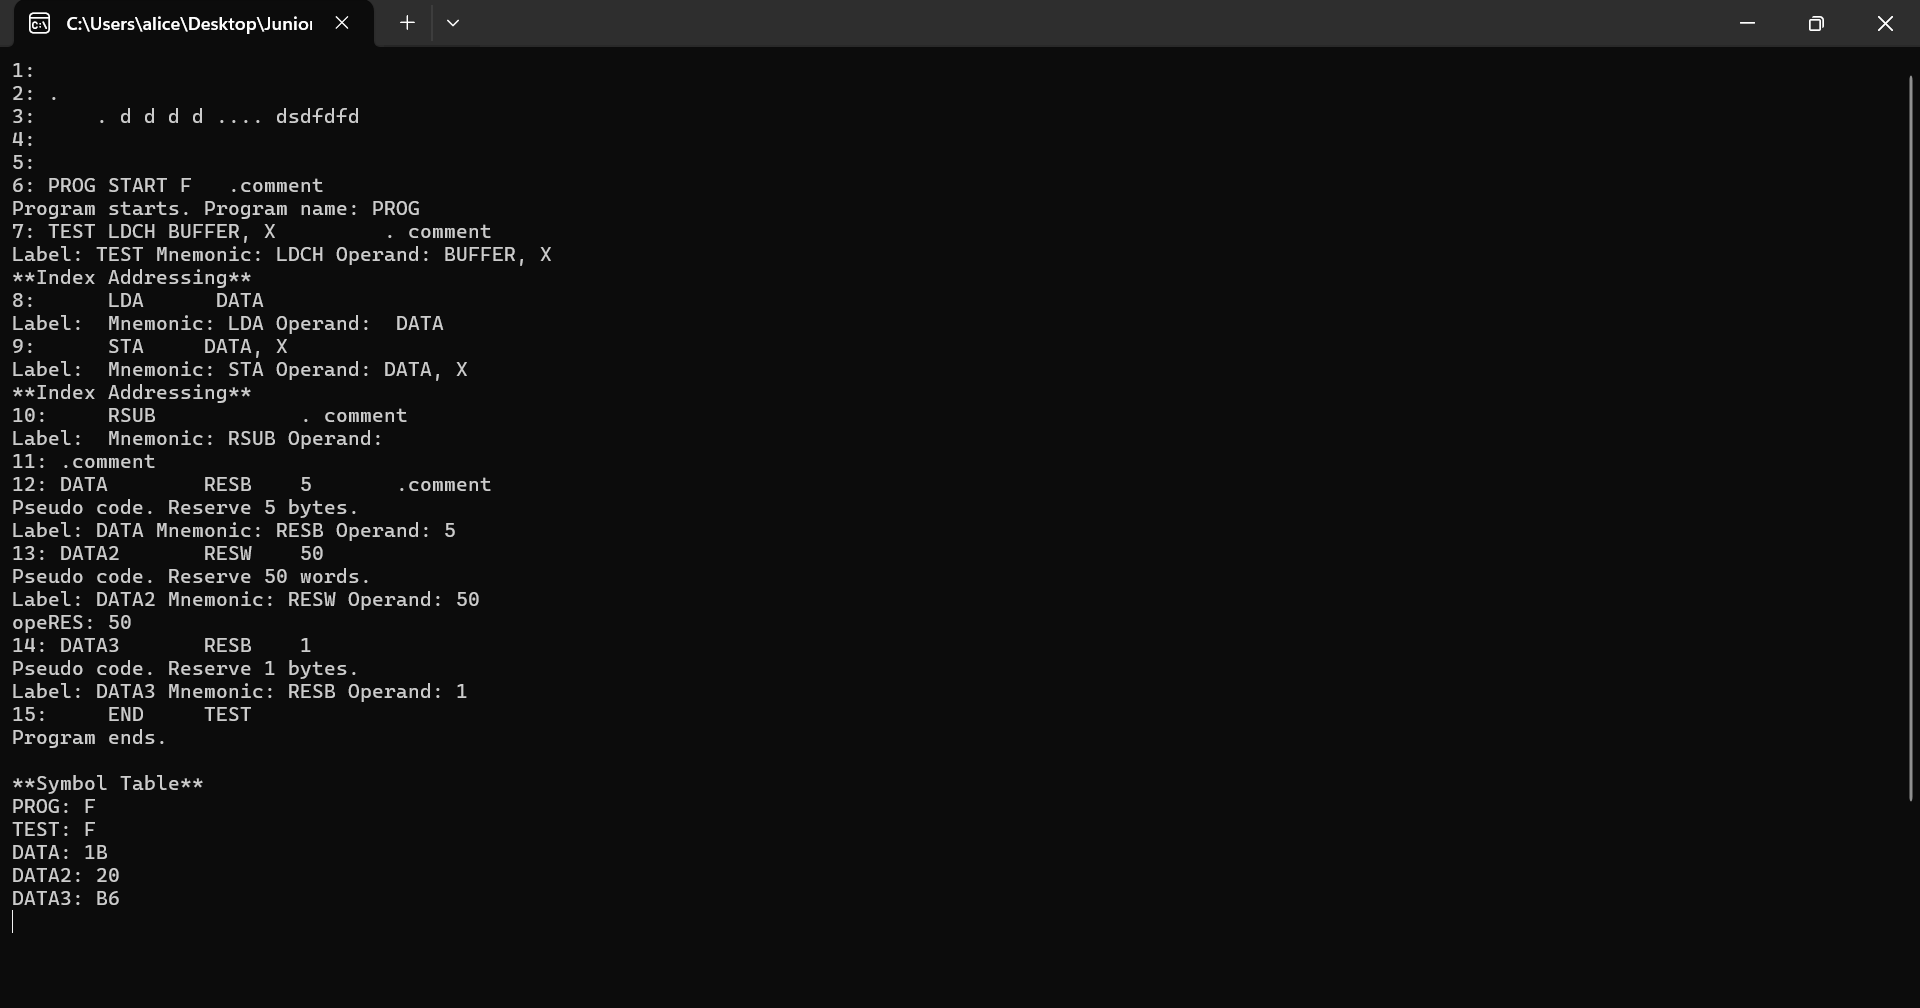 C:\Users\alice\Desktop\Junior
1:
2: .
3:     . d d d d .... dsdfdfd
4:
5:
6: PROG START F   .comment
Program starts. Program name: PROG
7: TEST LDCH BUFFER, X         . comment
Label: TEST Mnemonic: LDCH Operand: BUFFER, X
**Index Addressing**
8:      LDA      DATA
Label:  Mnemonic: LDA Operand:  DATA
9:      STA     DATA, X
Label:  Mnemonic: STA Operand: DATA, X
**Index Addressing**
10:     RSUB            . comment
Label:  Mnemonic: RSUB Operand:
11: .comment
12: DATA        RESB    5       .comment
Pseudo code. Reserve 5 bytes.
Label: DATA Mnemonic: RESB Operand: 5
13: DATA2       RESW    50
Pseudo code. Reserve 50 words.
Label: DATA2 Mnemonic: RESW Operand: 50
opeRES: 50
14: DATA3       RESB    1
Pseudo code. Reserve 1 bytes.
Label: DATA3 Mnemonic: RESB Operand: 1
15:     END     TEST
Program ends.

**Symbol Table**
PROG: F
TEST: F
DATA: 1B
DATA2: 20
DATA3: B6